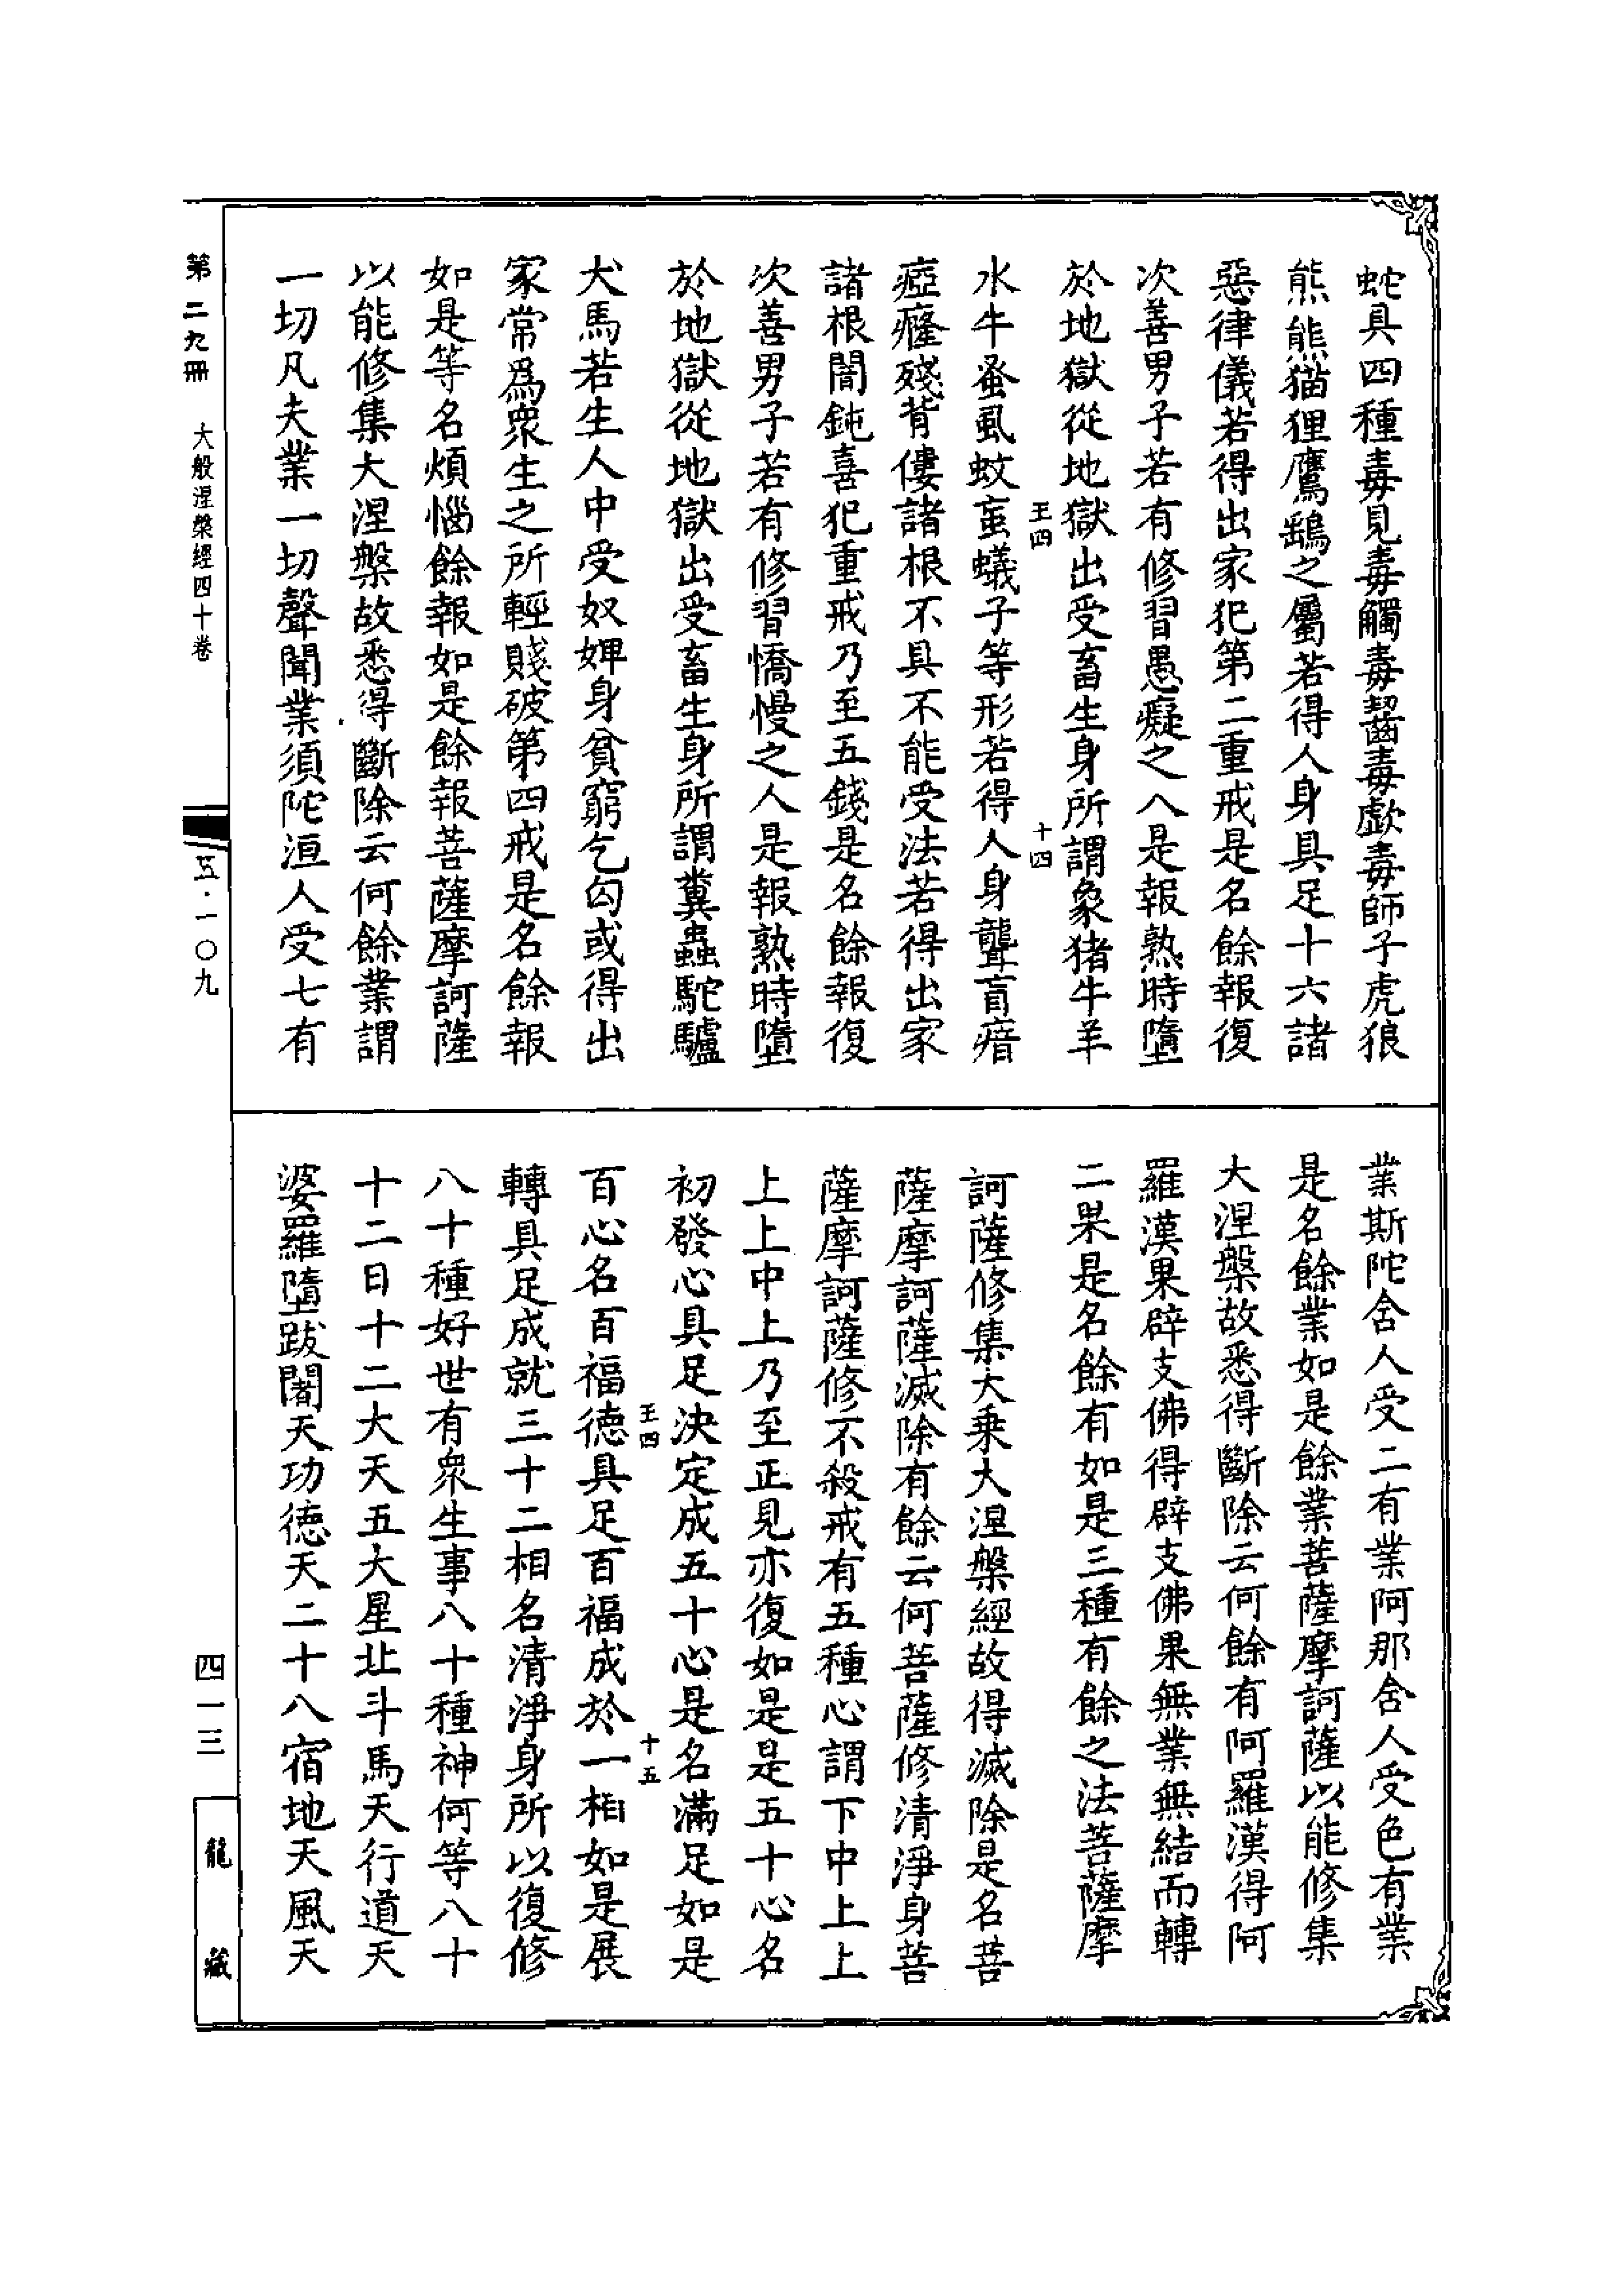 蛇具四種毒見毒觸毒毒齧毒歔毒師子虎狼
熊羆猫狸鷹鷂之屬若得人身具足十六諸
惡律儀若得出家犯第二重戒是名餘報復
次善男子若有修習愚癡之人是報熟時墮
於地獄從地獄出受畜生身所謂象猪牛羊
王四 十四
水牛蚤虱蚊䖟蟻子等形若得人身聾盲瘖
瘂癃殘背僂諸根不具不能受法若得出家
諸根闇鈍喜犯重戒乃至五錢是名餘報復
次善男子若有修習憍慢之人是報熟時墮
於地獄從地獄出受畜生身所謂糞蟲駝驢
犬馬若生人中受奴婢身貧窮乞匃或得出
家常爲衆生之所輕賤破第四戒是名餘報
如是等名煩惱餘報如是餘報菩薩摩訶薩
以能修集大涅槃故悉得斷除云何餘業謂
一切凡夫業一切聲聞業須陀洹人受七有
業斯陀含人受二有業阿那含人受色有業
是名餘業如是餘業菩薩摩訶薩以能修集
大涅槃故悉得斷除云何餘有阿羅漢得阿
羅漢果辟支佛得辟支佛果無業無結而轉
二果是名餘有如是三種有餘之法菩薩摩
訶薩修集大乘大涅槃經故得滅除是名菩
薩摩訶薩滅除有餘云何菩薩修清淨身菩
薩摩訶薩修不殺戒有五種心謂下中上上
上上中上乃至正見亦復如是是五十心名
初發心具足決定成五十心是名滿足如是
王四 十五
百心名百福德具足百福成於一相如是展
轉具足成就三十二相名清淨身所以復修
八十種好世有衆生事八十種神何等八十
十二日十二大天五大星北斗馬天行道天
婆羅墮跋闍天功德天二十八宿地天風天
第二九冊 大般涅槃經四十卷
五·一〇九
四一三
龍藏